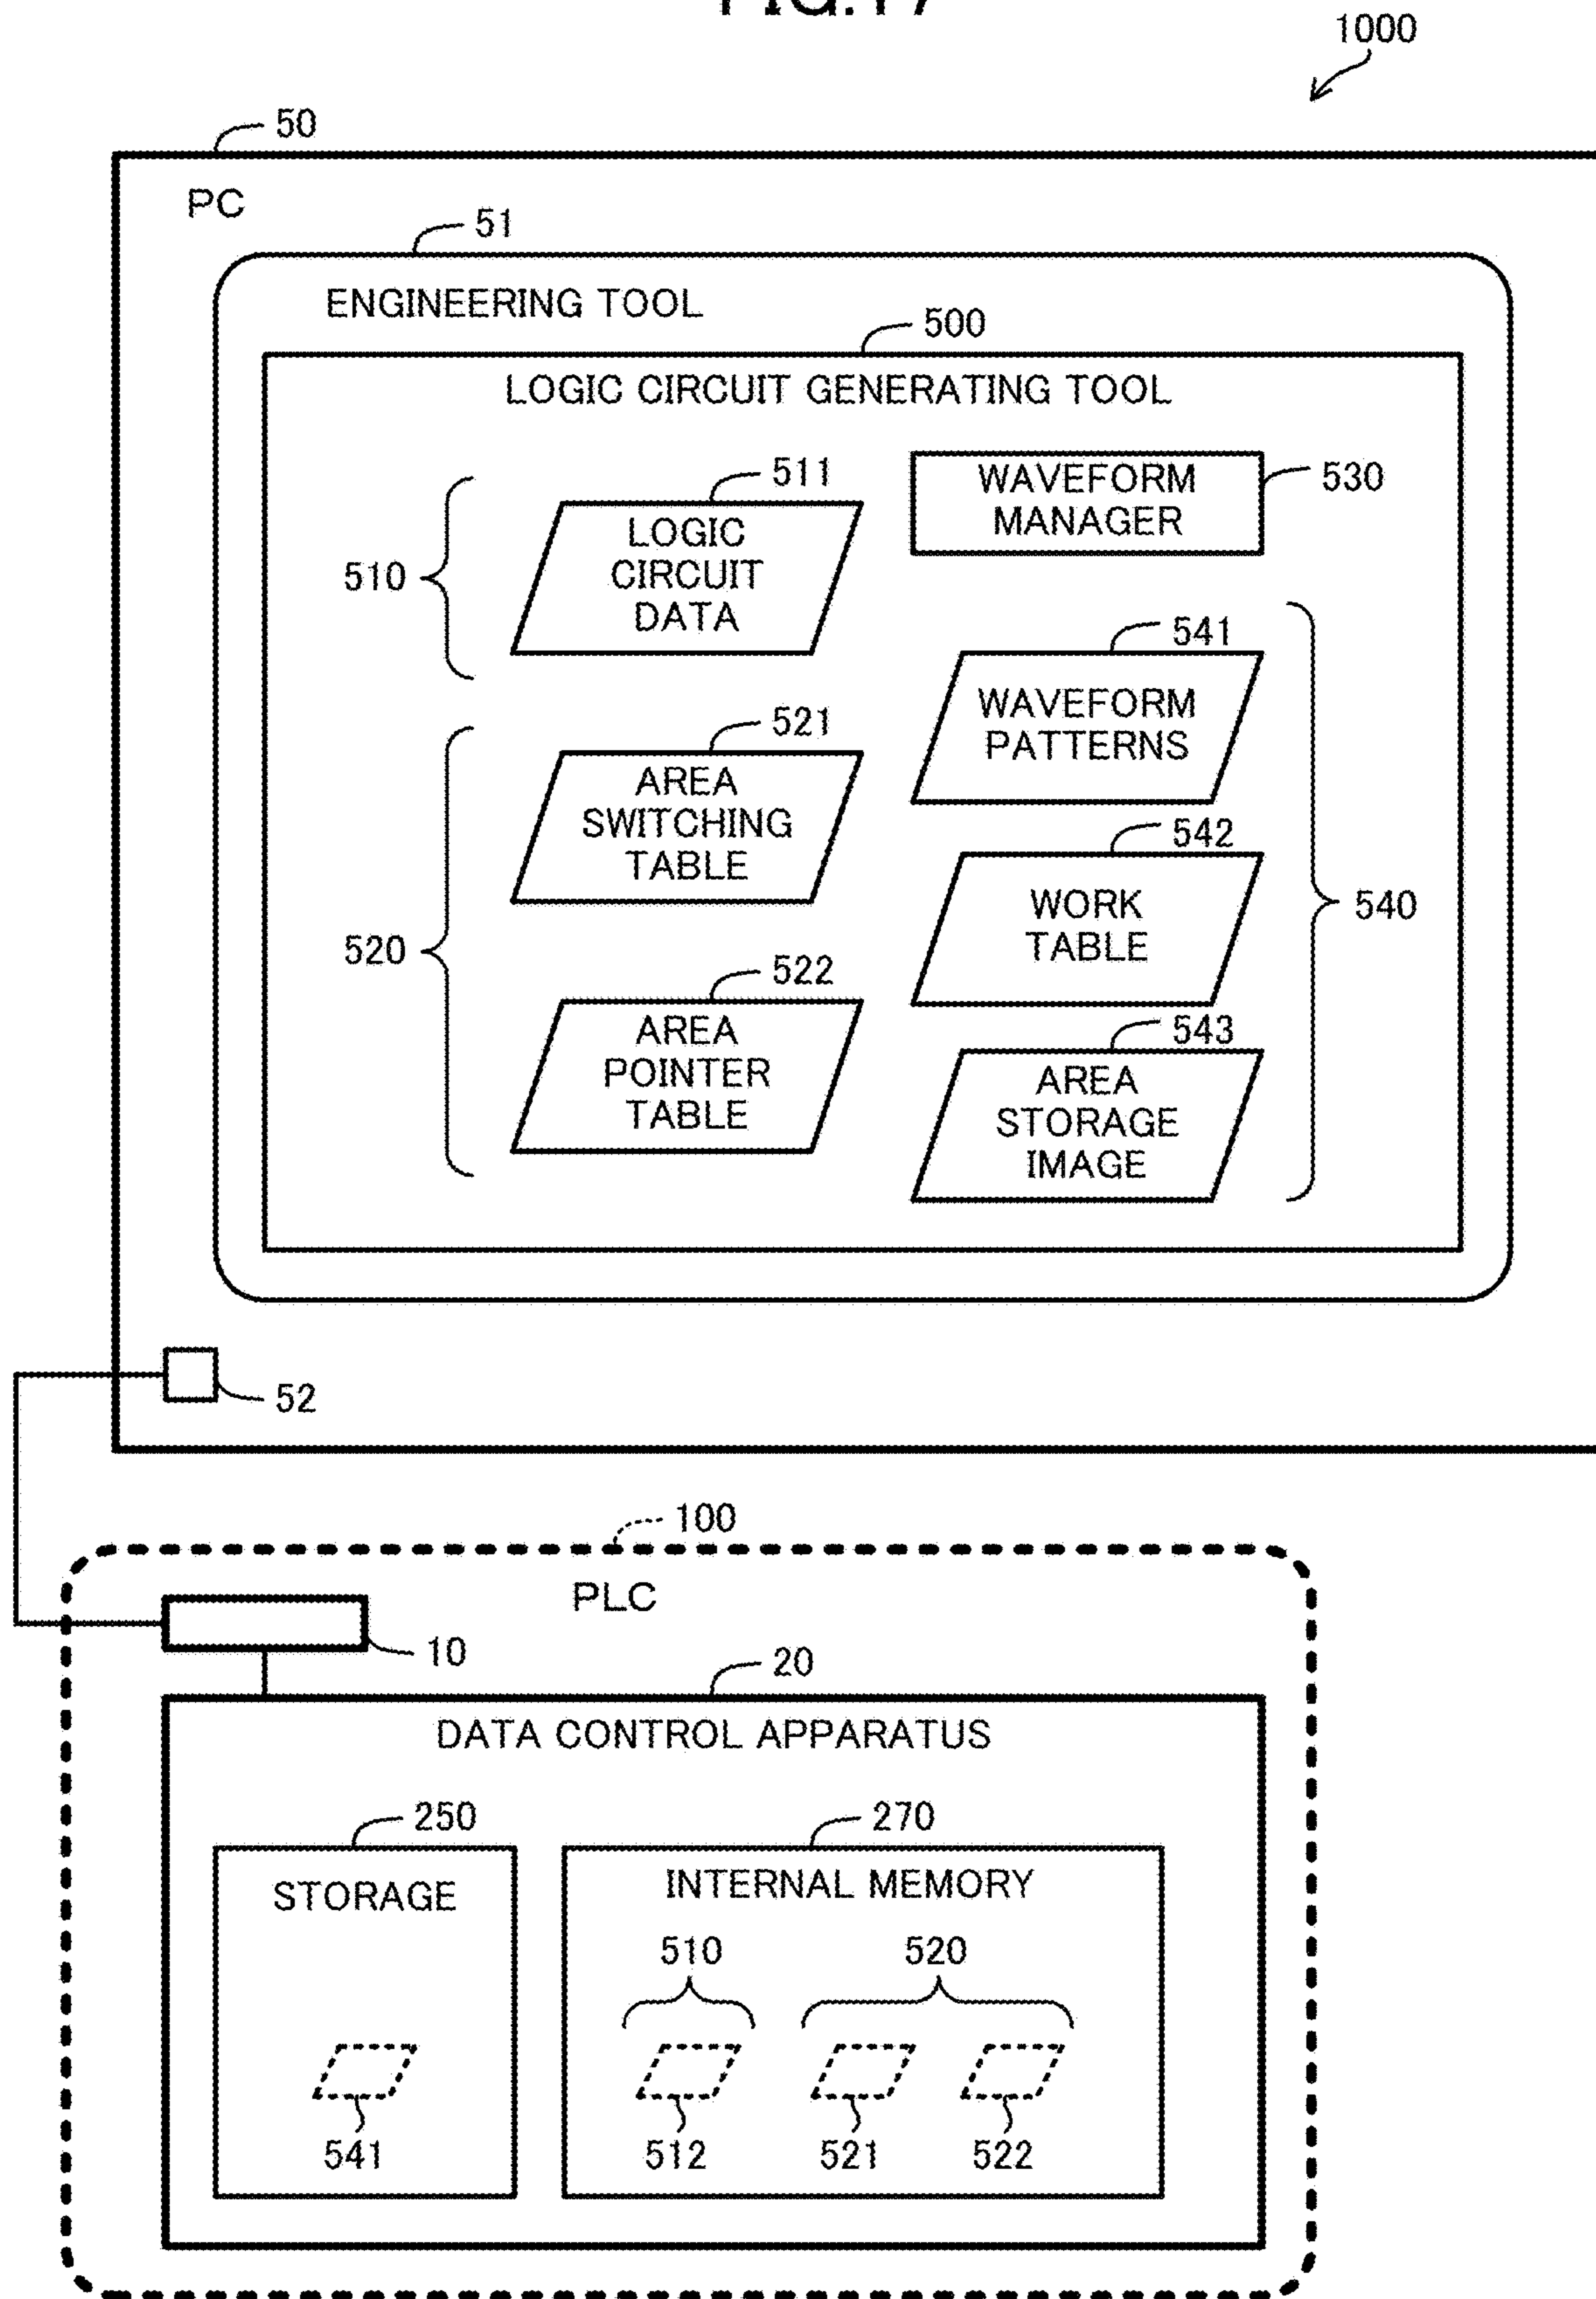 FIG.17
1000
50
PC
51
ENGINEERING TOOL
500
LOGIC CIRCUIT GENERATING TOOL
510
511
LOGIC
CIRCUIT
DATA
WAVEFORM
MANAGER
530
520
521
AREA
SWITCHING
TABLE
522
AREA
POINTER
TABLE
541
WAVEFORM
PATTERNS
542
WORK
TABLE
543
AREA
STORAGE
IMAGE
540
52
100
PLC
10
20
DATA CONTROL APPARATUS
250
STORAGE
541
270
INTERNAL MEMORY
510 520
512 521 522